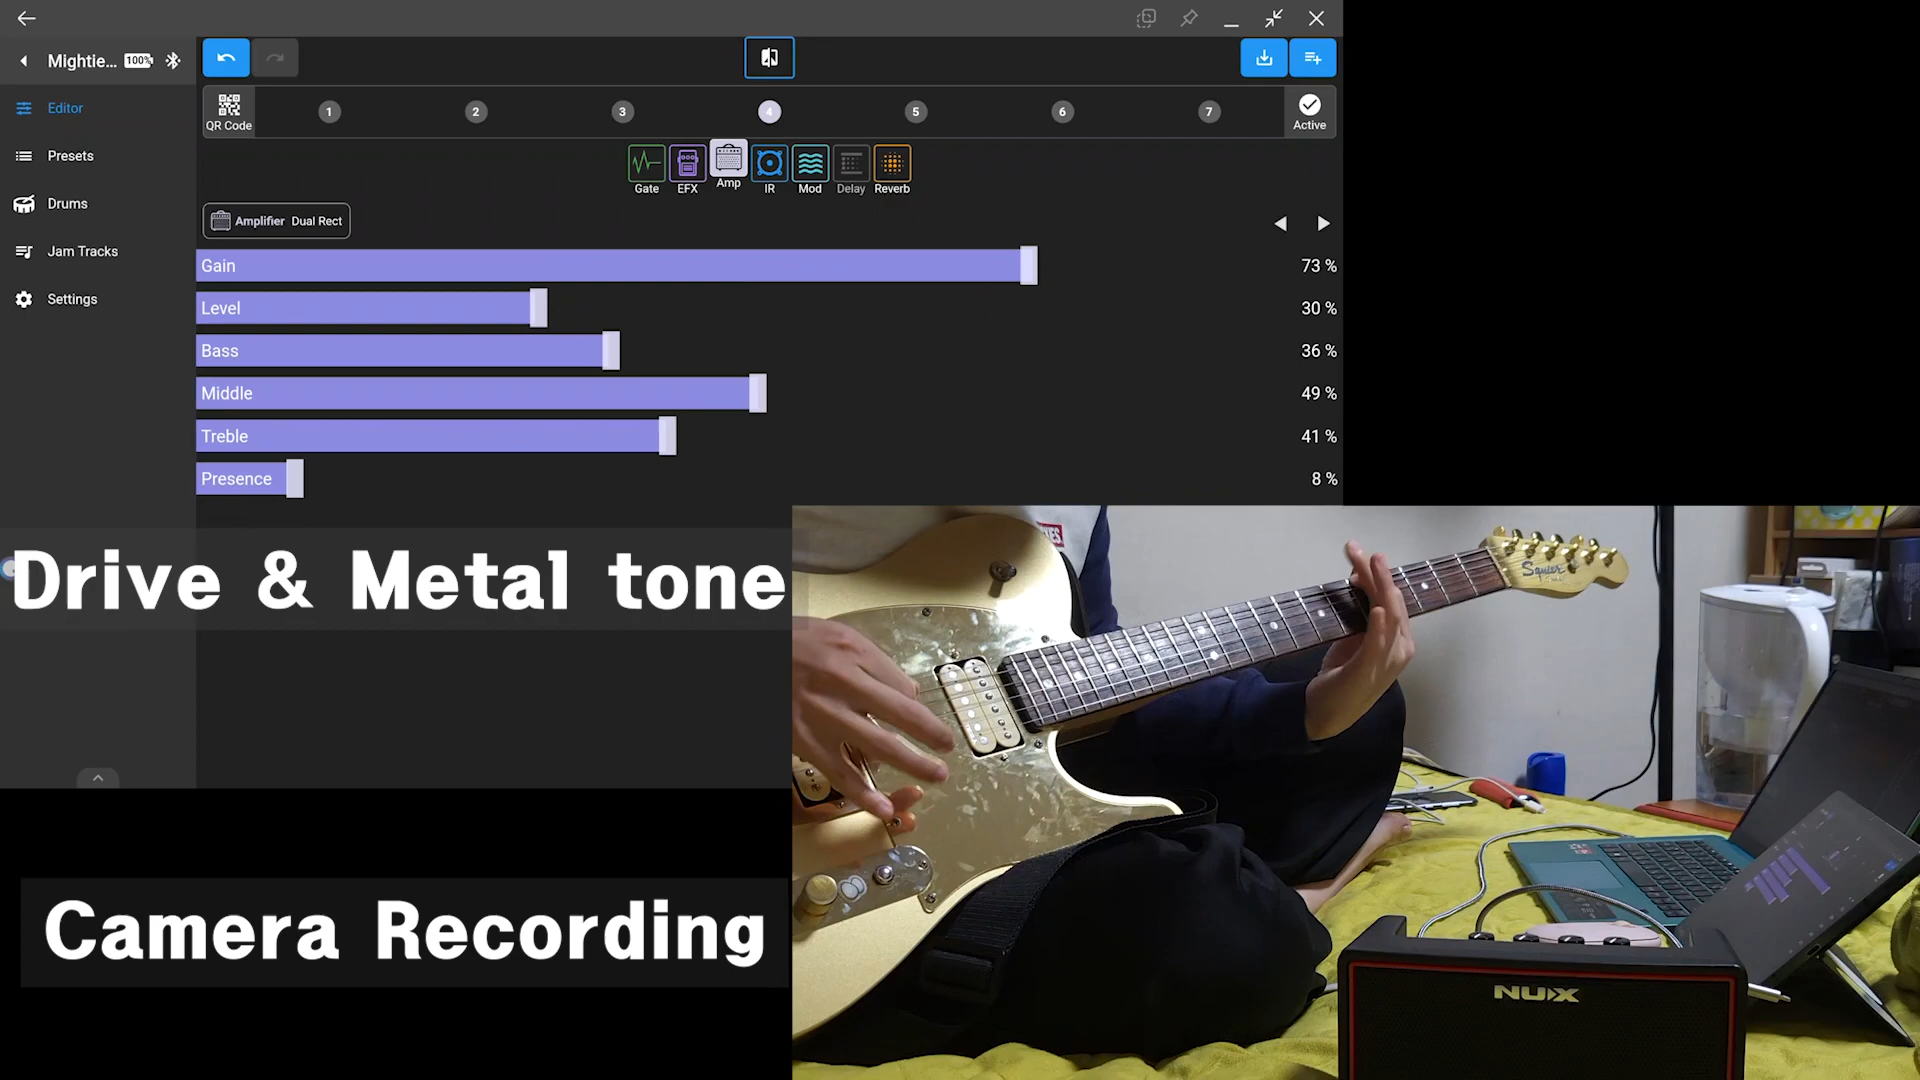 Mightie... 100%
Editor
Presets
Drums
Jam Tracks
Settings
QR Code
1
2
3
4
5
6
7
Active
Gate
EFX
Amp
IR
Mod
Delay
Reverb
Amplifier Dual Rect
Gain 73 %
Level 30 %
Bass 36 %
Middle 49 %
Treble 41 %
Presence 8 %
Drive & Metal tone
Camera Recording
Squier
NUX